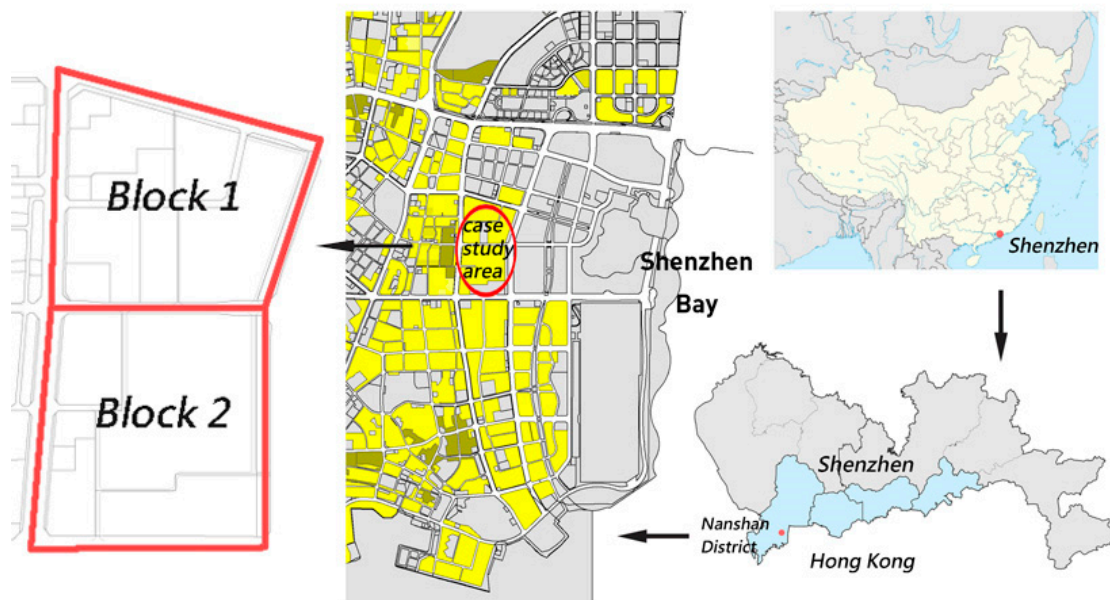 Block 1
Block 2
case
study
area
Shenzhen
Bay
Shenzhen
Shenzhen
Nanshan
District
Hong Kong